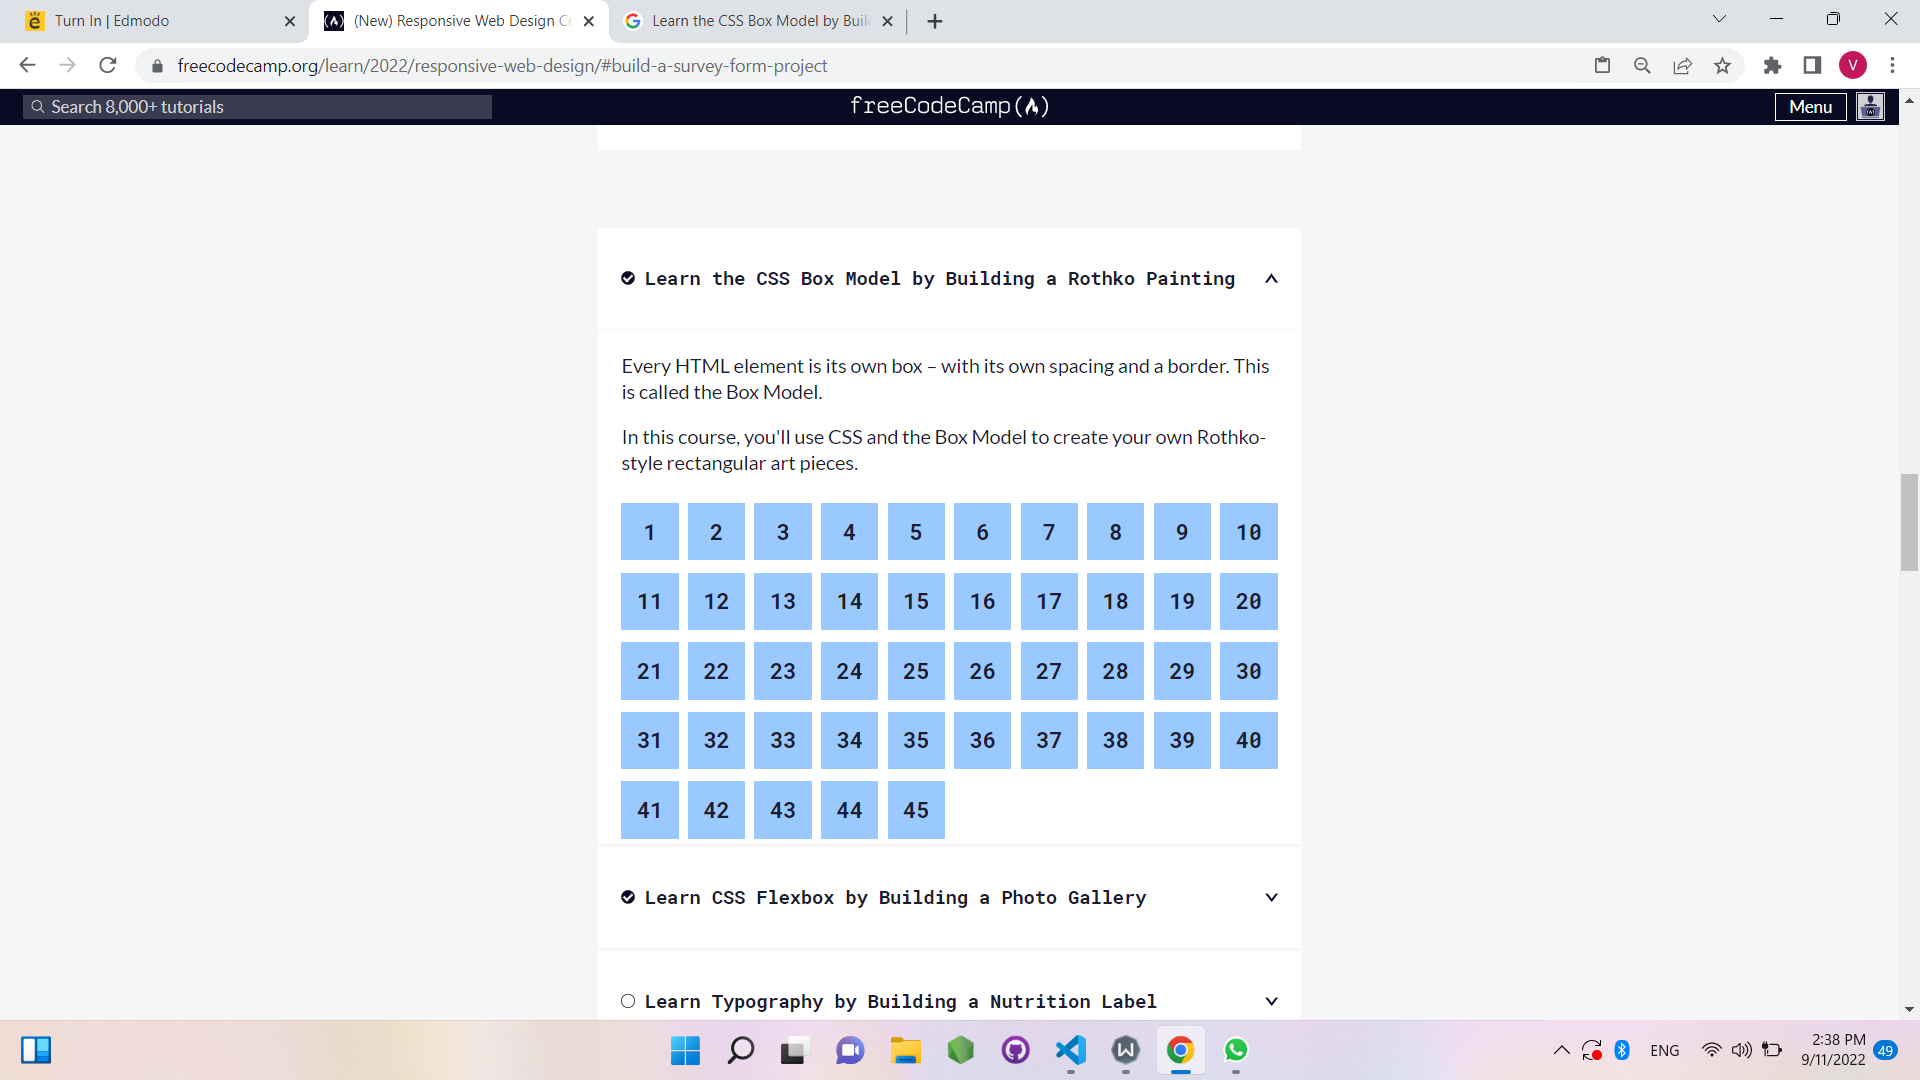 Turn In | Edmodo
(New) Responsive Web Design Ce
Learn the CSS Box Model by Buil
freecodecamp.org/learn/2022/responsive-web-design/#build-a-survey-form-project
V
Search 8,000+ tutorials
freeCodeCamp(🔥)
Menu
Learn the CSS Box Model by Building a Rothko Painting
Every HTML element is its own box – with its own spacing and a border. This
is called the Box Model.
In this course, you'll use CSS and the Box Model to create your own Rothko-
style rectangular art pieces.
1 2 3 4 5 6 7 8 9 10
11 12 13 14 15 16 17 18 19 20
21 22 23 24 25 26 27 28 29 30
31 32 33 34 35 36 37 38 39 40
41 42 43 44 45
Learn CSS Flexbox by Building a Photo Gallery
Learn Typography by Building a Nutrition Label
ENG
2:38 PM
9/11/2022
49